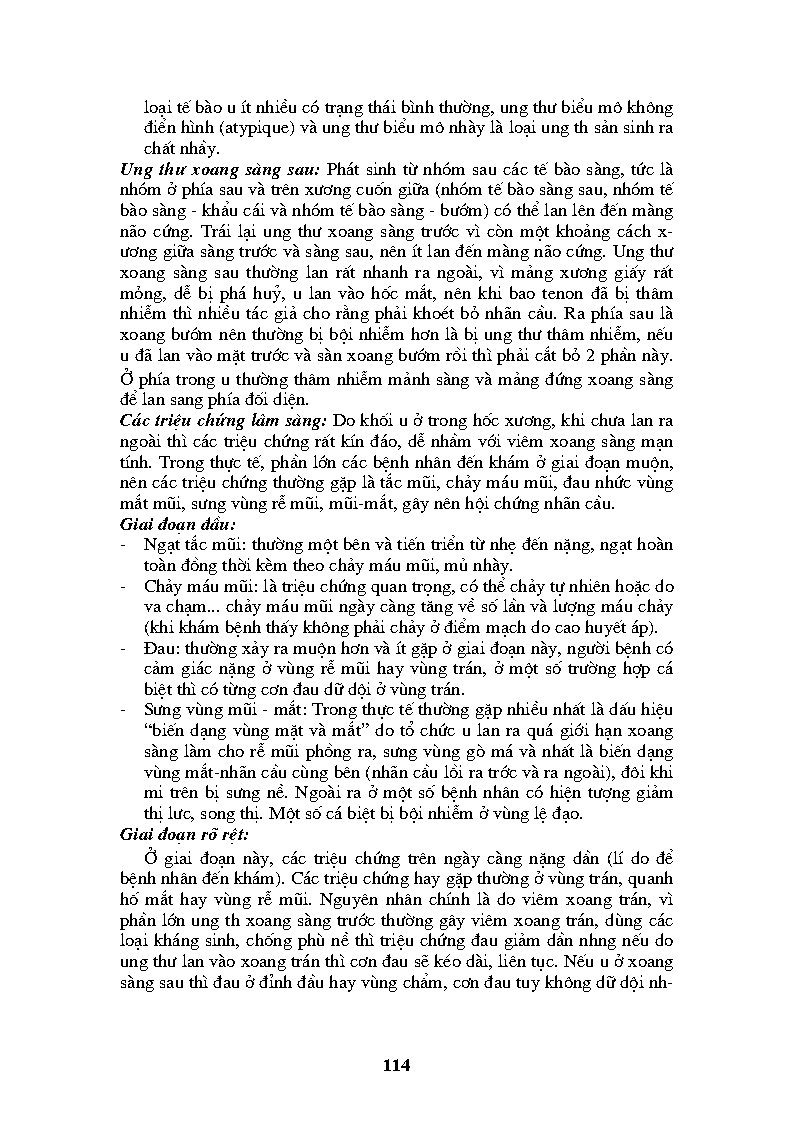 loại tế bào u ít nhiều có trạng thái bình thường, ung thư biểu mô không
điển hình (atypique) và ung thư biểu mô nhày là loại ung th sản sinh ra
chất nhầy.
Ung thư xoang sàng sau: Phát sinh từ nhóm sau các tế bào sàng, tức là
nhóm ở phía sau và trên xương cuốn giữa (nhóm tế bào sàng sau, nhóm tế
bào sàng - khẩu cái và nhóm tế bào sàng - bướm) có thể lan lên đến màng
não cứng. Trái lại ung thư xoang sàng trước vì còn một khoảng cách x-
ương giữa sàng trước và sàng sau, nên ít lan đến màng não cứng. Ung thư
xoang sàng sau thường lan rất nhanh ra ngoài, vì mảng xương giấy rất
mỏng, dễ bị phá huỷ, u lan vào hốc mắt, nên khi bao tenon đã bị thâm
nhiễm thì nhiều tác giả cho rằng phải khoét bỏ nhãn cầu. Ra phía sau là
xoang bướm nên thường bị bội nhiễm hơn là bị ung thư thâm nhiễm, nếu
u đã lan vào mặt trước và sàn xoang bướm rồi thì phải cắt bỏ 2 phần này.
Ở phía trong u thường thâm nhiễm mảnh sàng và mảng đứng xoang sàng
để lan sang phía đối diện.
Các triệu chứng lâm sàng: Do khối u ở trong hốc xương, khi chưa lan ra
ngoài thì các triệu chứng rất kín đáo, dễ nhầm với viêm xoang sàng mạn
tính. Trong thực tế, phần lớn các bệnh nhân đến khám ở giai đoạn muộn,
nên các triệu chứng thường gặp là tắc mũi, chảy máu mũi, đau nhức vùng
mắt mũi, sưng vùng rễ mũi, mũi-mắt, gây nên hội chứng nhãn cầu.
Giai đoạn đầu:
- Ngạt tắc mũi: thường một bên và tiến triển từ nhẹ đến nặng, ngạt hoàn
toàn đồng thời kèm theo chảy máu mũi, mủ nhày.
- Chảy máu mũi: là triệu chứng quan trọng, có thể chảy tự nhiên hoặc do
va chạm... chảy máu mũi ngày càng tăng về số lần và lượng máu chảy
(khi khám bệnh thấy không phải chảy ở điểm mạch do cao huyết áp).
- Đau: thường xảy ra muộn hơn và ít gặp ở giai đoạn này, người bệnh có
cảm giác nặng ở vùng rễ mũi hay vùng trán, ở một số trường hợp cá
biệt thì có từng cơn đau dữ dội ở vùng trán.
- Sưng vùng mũi - mắt: Trong thực tế thường gặp nhiều nhất là dấu hiệu
“biến dạng vùng mặt và mắt” do tổ chức u lan ra quá giới hạn xoang
sàng làm cho rễ mũi phồng ra, sưng vùng gò má và nhất là biến dạng
vùng mắt-nhãn cầu cùng bên (nhãn cầu lồi ra trớc và ra ngoài), đôi khi
mi trên bị sưng nề. Ngoài ra ở một số bệnh nhân có hiện tượng giảm
thị lưc, song thị. Một số cá biệt bị bội nhiễm ở vùng lệ đạo.
Giai đoạn rõ rệt:
Ở giai đoạn này, các triệu chứng trên ngày càng nặng dần (lí do để
bệnh nhân đến khám). Các triệu chứng hay gặp thường ở vùng trán, quanh
hố mắt hay vùng rễ mũi. Nguyên nhân chính là do viêm xoang trán, vì
phần lớn ung th xoang sàng trước thường gây viêm xoang trán, dùng các
loại kháng sinh, chống phù nề thì triệu chứng đau giảm dần nhng nếu do
ung thư lan vào xoang trán thì cơn đau sẽ kéo dài, liên tục. Nếu u ở xoang
sàng sau thì đau ở đỉnh đầu hay vùng chẩm, cơn đau tuy không dữ dội nh-
114